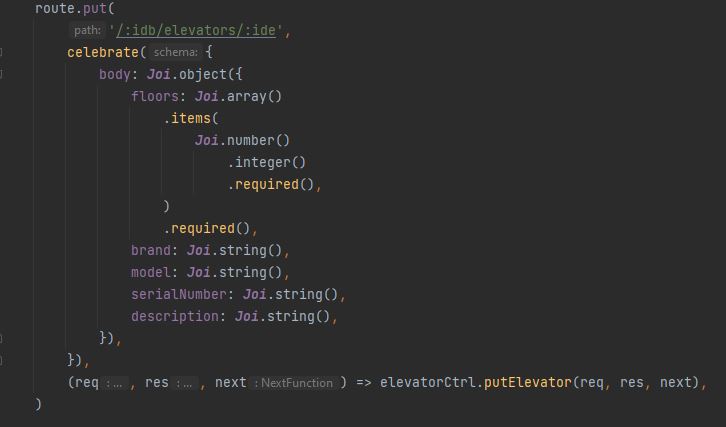 route.put(
path: '/:idb/elevators/:ide',
celebrate( schema: {
body: Joi.object({
floors: Joi.array()
.items(
Joi.number()
.integer()
.required(),
)
.required(),
brand: Joi.string(),
model: Joi.string(),
serialNumber: Joi.string(),
description: Joi.string(),
}),
}),
(req :... , res :... , next : NextFunction ) => elevatorCtrl.putElevator(req, res, next),
)